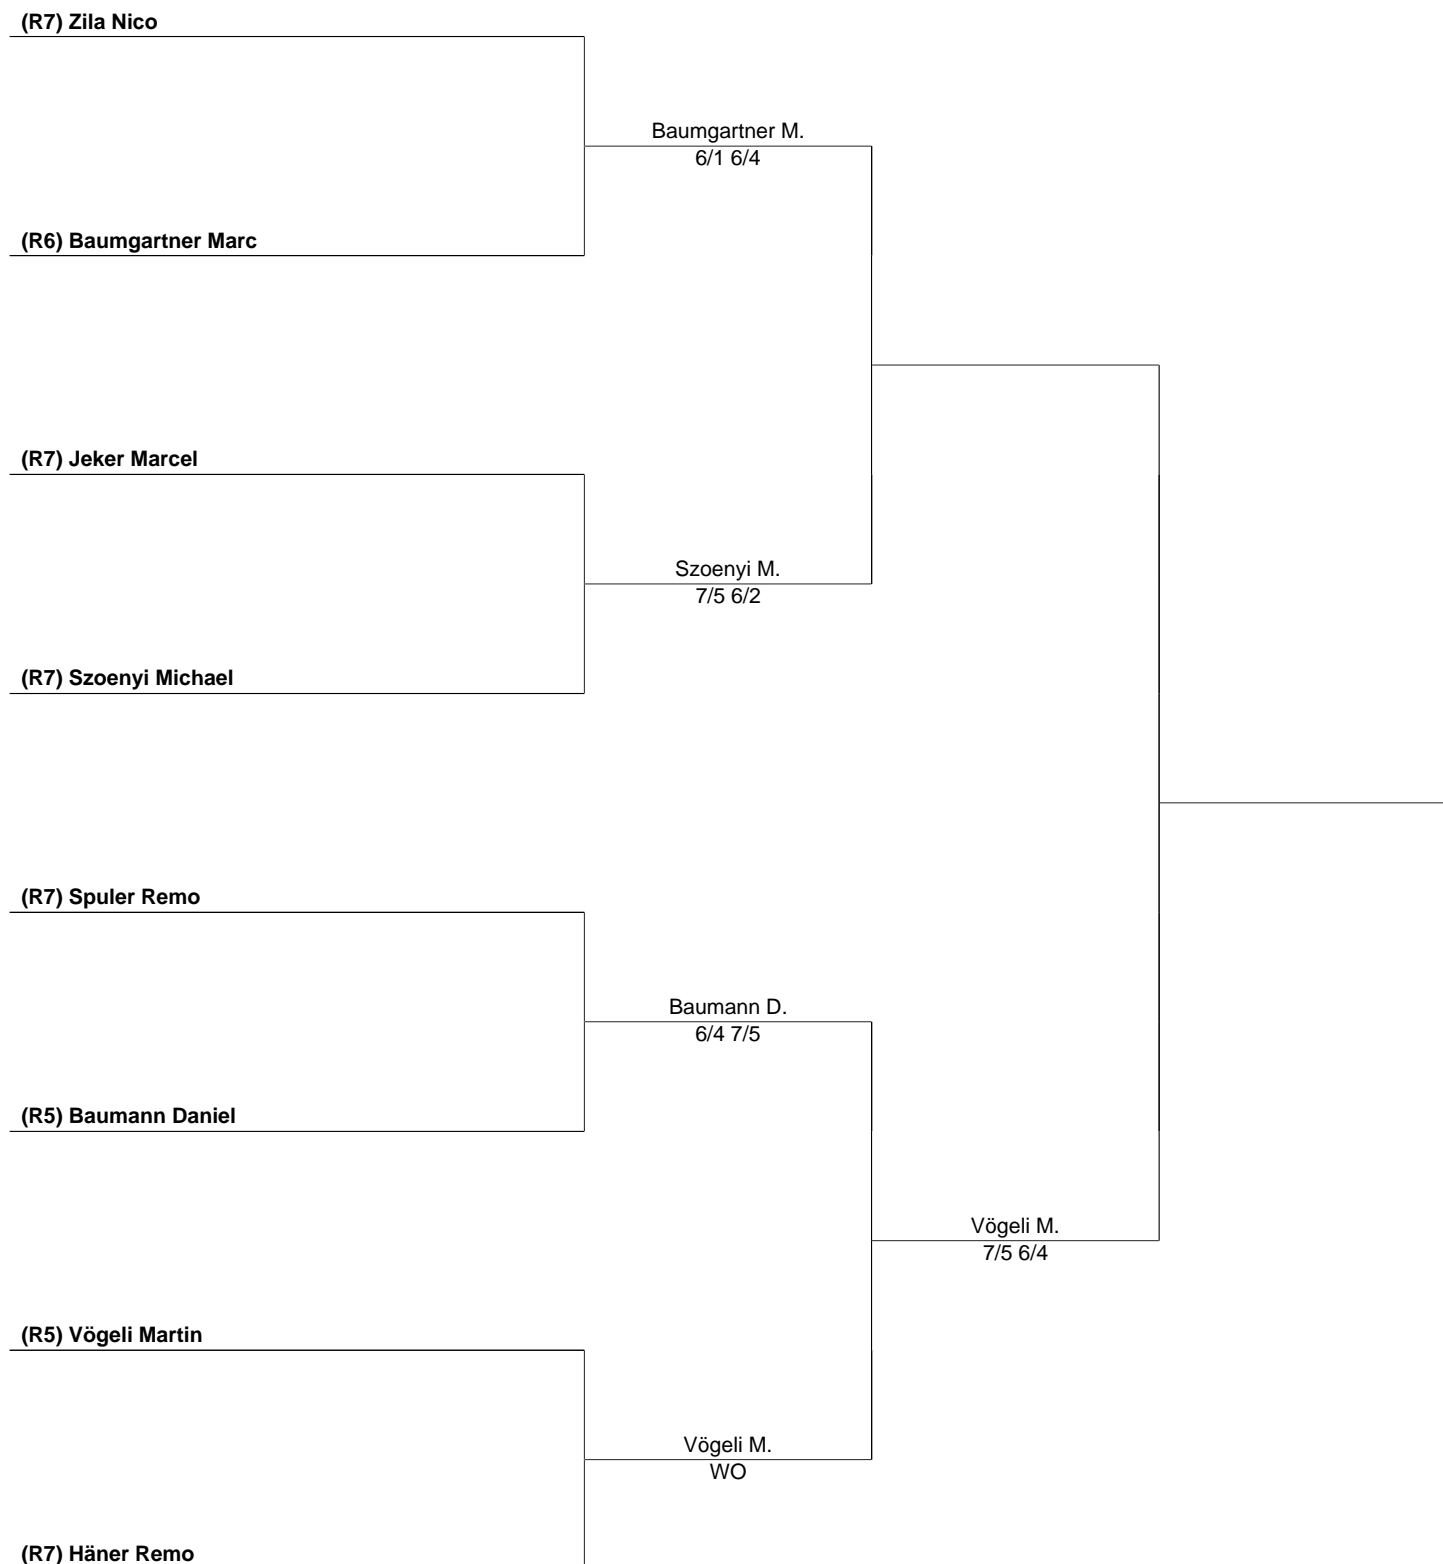 (R7) Zila Nico
Baumgartner M.
6/1 6/4
(R6) Baumgartner Marc
(R7) Jeker Marcel
Szoenyi M.
7/5 6/2
(R7) Szoenyi Michael
(R7) Spuler Remo
Baumann D.
6/4 7/5
(R5) Baumann Daniel
Vögeli M.
7/5 6/4
(R5) Vögeli Martin
Vögeli M.
WO
(R7) Häner Remo